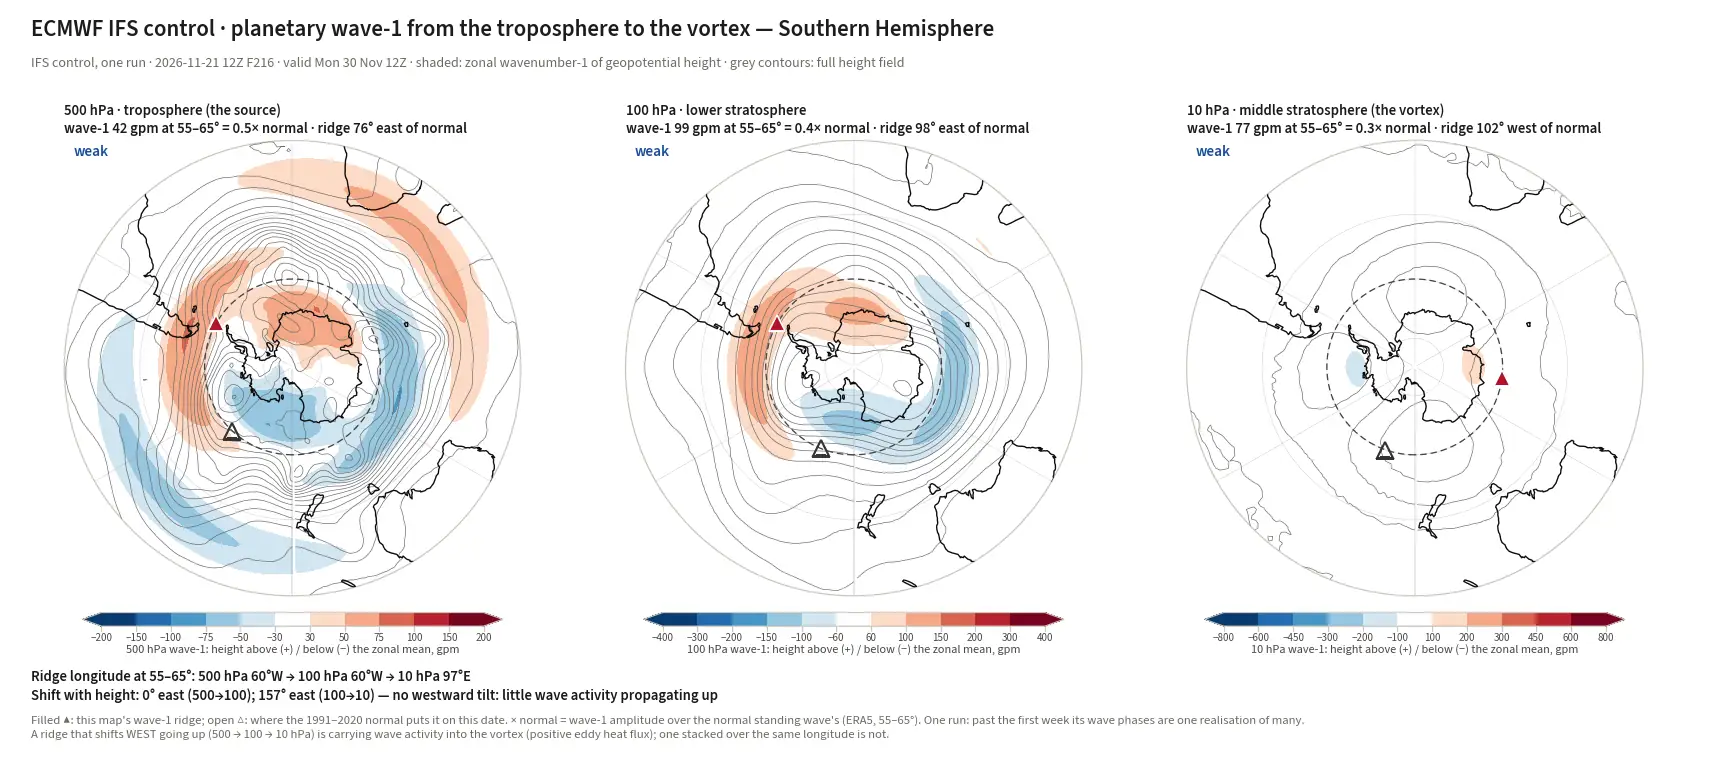 ECMWF IFS control · planetary wave-1 from the troposphere to the vortex — Southern Hemisphere
IFS control, one run · 2026-11-21 12Z F216 · valid Mon 30 Nov 12Z · shaded: zonal wavenumber-1 of geopotential height · grey contours: full height field
500 hPa · troposphere (the source)
wave-1 42 gpm at 55–65° = 0.5× normal · ridge 76° east of normal
weak
100 hPa · lower stratosphere
wave-1 99 gpm at 55–65° = 0.4× normal · ridge 98° east of normal
weak
10 hPa · middle stratosphere (the vortex)
wave-1 77 gpm at 55–65° = 0.3× normal · ridge 102° west of normal
weak
−200 −150 −100 −75 −50 −30 30 50 75 100 150 200
500 hPa wave-1: height above (+) / below (−) the zonal mean, gpm
−400 −300 −200 −150 −100 −60 60 100 150 200 300 400
100 hPa wave-1: height above (+) / below (−) the zonal mean, gpm
−800 −600 −450 −300 −200 −100 100 200 300 450 600 800
10 hPa wave-1: height above (+) / below (−) the zonal mean, gpm
Ridge longitude at 55–65°: 500 hPa 60°W → 100 hPa 60°W → 10 hPa 97°E
Shift with height: 0° east (500→100); 157° east (100→10) — no westward tilt: little wave activity propagating up
Filled ▲: this map's wave-1 ridge; open △: where the 1991–2020 normal puts it on this date. × normal = wave-1 amplitude over the normal standing wave's (ERA5, 55–65°). One run: past the first week its wave phases are one realisation of many.
A ridge that shifts WEST going up (500 → 100 → 10 hPa) is carrying wave activity into the vortex (positive eddy heat flux); one stacked over the same longitude is not.